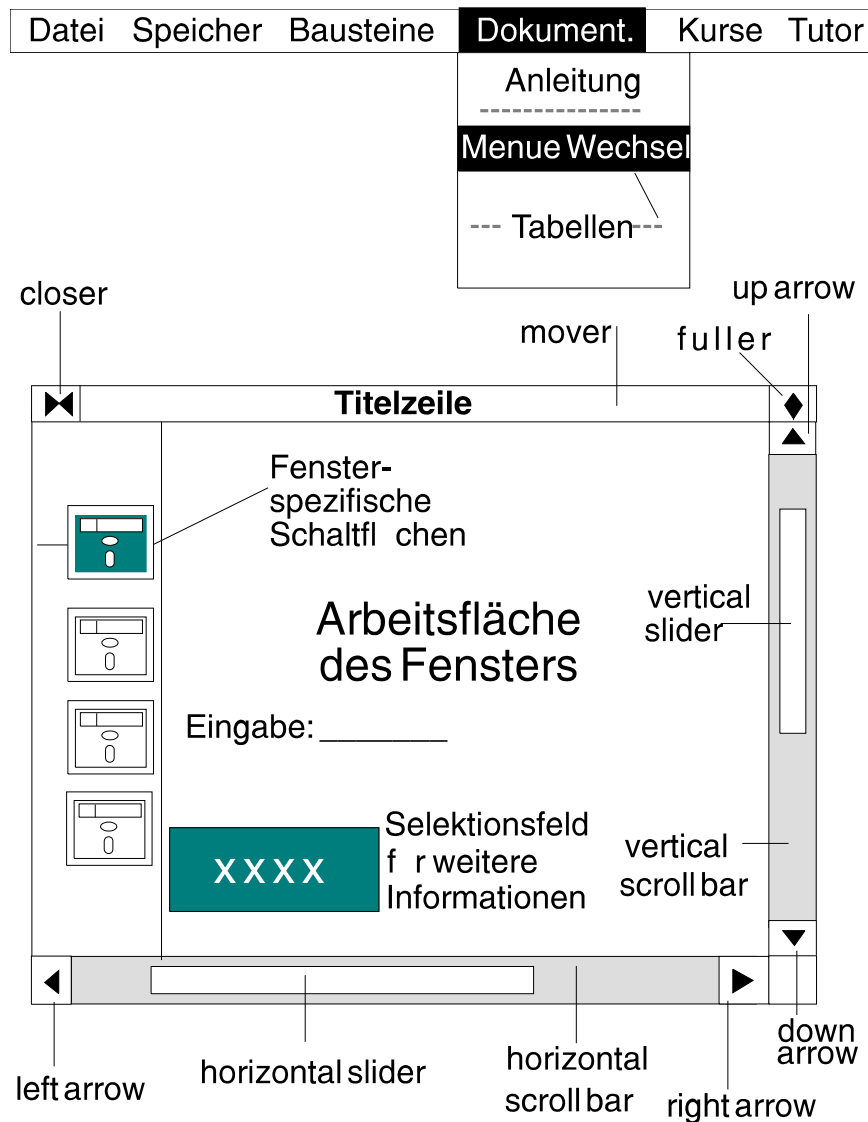 Datei Speicher Bausteine Dokument. Kurse Tutor
Anleitung
Menue Wechsel
--- Tabellen ---
closer
up arrow
mover
fuller
Titelzeile
Fenster-
spezifische
Schaltfl chen
Arbeitsfläche
des Fensters
vertical
slider
Eingabe: _______
xxxx
Selektionsfeld
f r weitere
Informationen
vertical
scroll bar
left arrow
horizontal slider
horizontal
scroll bar
right arrow
down
arrow